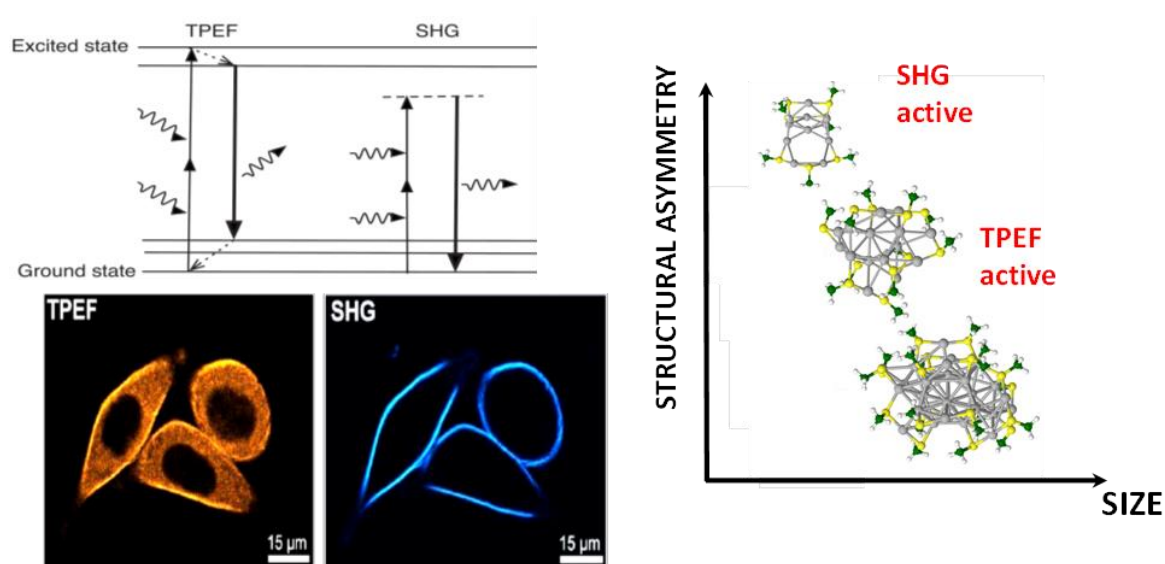 TPEF SHG
Excited state
Ground state
TPEF
15 µm
SHG
15 µm
STRUCTURAL ASYMMETRY
SHG
active
TPEF
active
SIZE